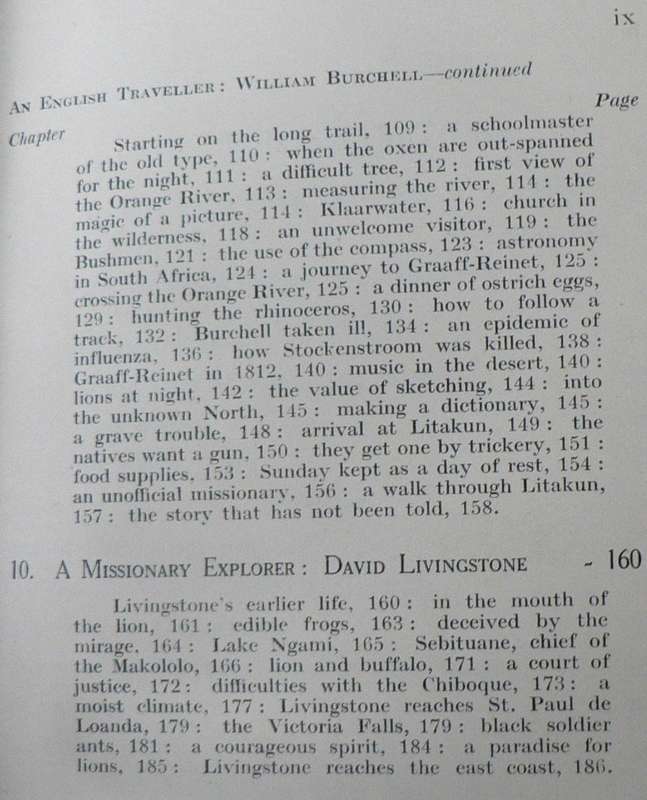 ix
AN ENGLISH TRAVELLER: WILLIAM BURCHELL—continued
Chapter Page
Starting on the long trail, 109: a schoolmaster
of the old type, 110: when the oxen are out-spanned
for the night, 111: a difficult tree, 112: first view of
the Orange River, 113: measuring the river, 114: the
magic of a picture, 114: Klaarwater, 116: church in
the wilderness, 118: an unwelcome visitor, 119: the
Bushmen, 121: the use of the compass, 123: astronomy
in South Africa, 124: a journey to Graaff-Reinet, 125:
crossing the Orange River, 125: a dinner of ostrich eggs,
129: hunting the rhinoceros, 130: how to follow a
track, 132: Burchell taken ill, 134: an epidemic of
influenza, 136: how Stockenstroom was killed, 138:
Graaff-Reinet in 1812, 140: music in the desert, 140:
lions at night, 142: the value of sketching, 144: into
the unknown North, 145: making a dictionary, 145:
a grave trouble, 148: arrival at Litakun, 149: the
natives want a gun, 150: they get one by trickery, 151:
food supplies, 153: Sunday kept as a day of rest, 154:
an unofficial missionary, 156: a walk through Litakun,
157: the story that has not been told, 158.
10. A MISSIONARY EXPLORER: DAVID LIVINGSTONE - 160
Livingstone's earlier life, 160: in the mouth of
the lion, 161: edible frogs, 163: deceived by the
mirage, 164: Lake Ngami, 165: Sebituane, chief of
the Makololo, 166: lion and buffalo, 171: a court of
justice, 172: difficulties with the Chiboque, 173: a
moist climate, 177: Livingstone reaches St. Paul de
Loanda, 179: the Victoria Falls, 179: black soldier
ants, 181: a courageous spirit, 184: a paradise for
lions, 185: Livingstone reaches the east coast, 186.